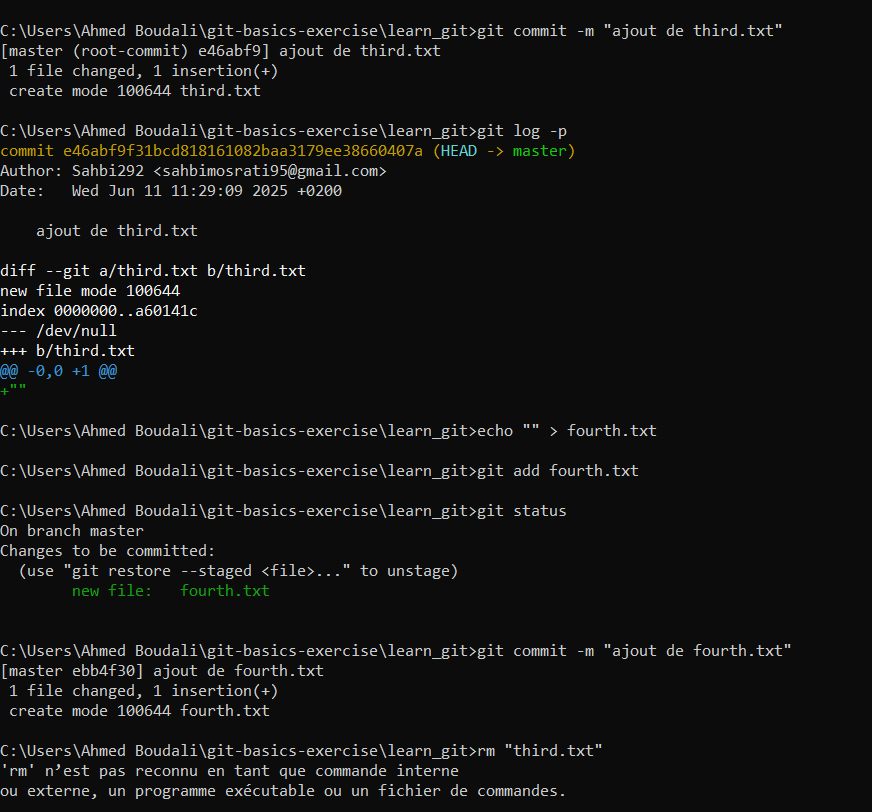 C:\Users\Ahmed Boudali\git-basics-exercise\learn_git>git commit -m "ajout de third.txt"
[master (root-commit) e46abf9] ajout de third.txt
 1 file changed, 1 insertion(+)
 create mode 100644 third.txt
C:\Users\Ahmed Boudali\git-basics-exercise\learn_git>git log -p
commit e46abf9f31bcd818161082baa3179ee38660407a (HEAD -> master)
Author: Sahbi292 <sahbimosrati95@gmail.com>
Date:   Wed Jun 11 11:29:09 2025 +0200
    ajout de third.txt
diff --git a/third.txt b/third.txt
new file mode 100644
index 0000000..a60141c
--- /dev/null
+++ b/third.txt
@@ -0,0 +1 @@
+""
C:\Users\Ahmed Boudali\git-basics-exercise\learn_git>echo "" > fourth.txt
C:\Users\Ahmed Boudali\git-basics-exercise\learn_git>git add fourth.txt
C:\Users\Ahmed Boudali\git-basics-exercise\learn_git>git status
On branch master
Changes to be committed:
  (use "git restore --staged <file>..." to unstage)
        new file:   fourth.txt
C:\Users\Ahmed Boudali\git-basics-exercise\learn_git>git commit -m "ajout de fourth.txt"
[master ebb4f30] ajout de fourth.txt
 1 file changed, 1 insertion(+)
 create mode 100644 fourth.txt
C:\Users\Ahmed Boudali\git-basics-exercise\learn_git>rm "third.txt"
'rm' n’est pas reconnu en tant que commande interne
ou externe, un programme exécutable ou un fichier de commandes.